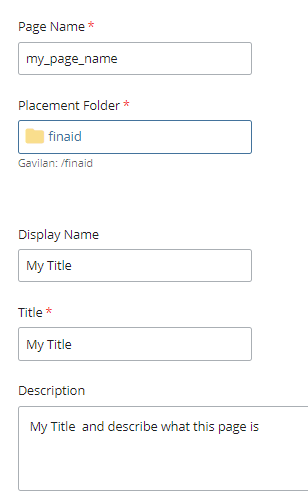 Page Name *
my_page_name
Placement Folder *
finaid
Gavilan: /finaid
Display Name
My Title
Title *
My Title
Description
My Title  and describe what this page is